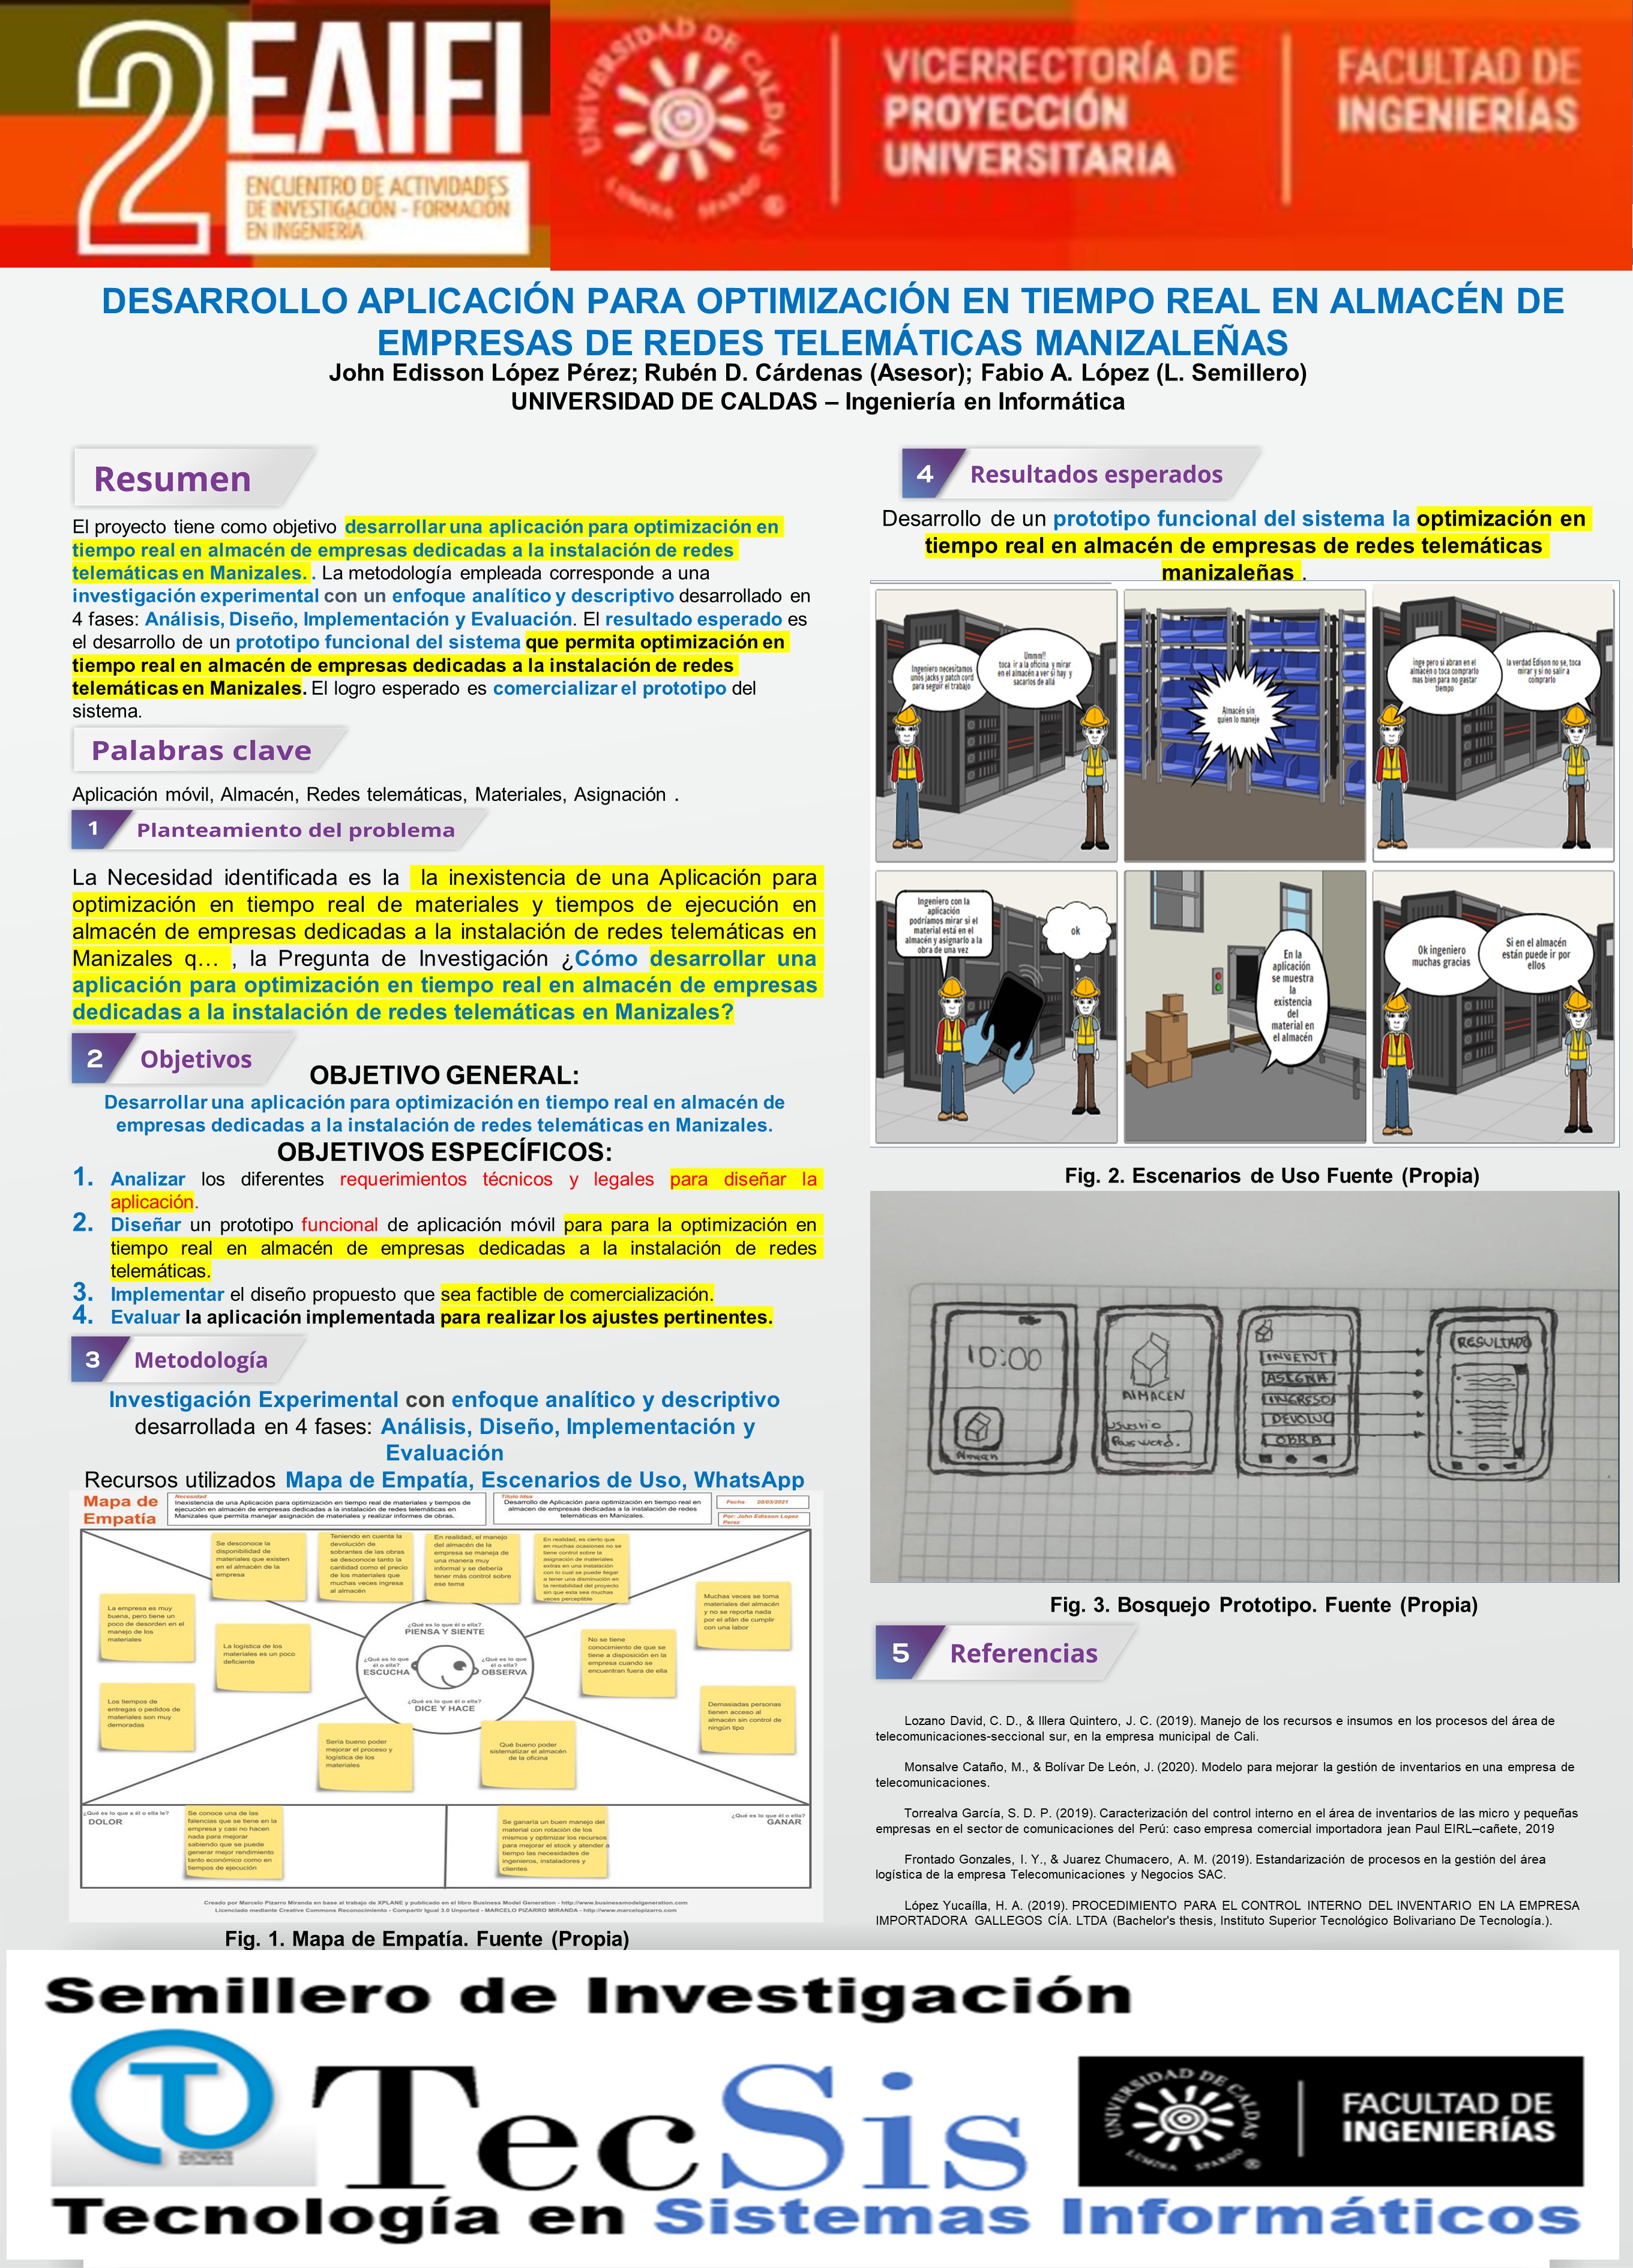 2 EAIFI
ENCUENTRO DE ACTIVIDADES
DE INVESTIGACIÓN - FORMACIÓN
EN INGENIERÍA
UNIVERSIDAD DE CALDAS
LUMINA SPARGO
VICERRECTORÍA DE
PROYECCIÓN
UNIVERSITARIA
FACULTAD DE
INGENIERÍAS
DESARROLLO APLICACIÓN PARA OPTIMIZACIÓN EN TIEMPO REAL EN ALMACÉN DE
EMPRESAS DE REDES TELEMÁTICAS MANIZALEÑAS
John Edisson López Pérez; Rubén D. Cárdenas (Asesor); Fabio A. López (L. Semillero)
UNIVERSIDAD DE CALDAS – Ingeniería en Informática
Resumen
El proyecto tiene como objetivo desarrollar una aplicación para optimización en
tiempo real en almacén de empresas dedicadas a la instalación de redes
telemáticas en Manizales. . La metodología empleada corresponde a una
investigación experimental con un enfoque analítico y descriptivo desarrollado en
4 fases: Análisis, Diseño, Implementación y Evaluación. El resultado esperado es
el desarrollo de un prototipo funcional del sistema que permita optimización en
tiempo real en almacén de empresas dedicadas a la instalación de redes
telemáticas en Manizales. El logro esperado es comercializar el prototipo del
sistema.
Palabras clave
Aplicación móvil, Almacén, Redes telemáticas, Materiales, Asignación .
1 Planteamiento del problema
La Necesidad identificada es la la inexistencia de una Aplicación para
optimización en tiempo real de materiales y tiempos de ejecución en
almacén de empresas dedicadas a la instalación de redes telemáticas en
Manizales q... , la Pregunta de Investigación ¿Cómo desarrollar una
aplicación para optimización en tiempo real en almacén de empresas
dedicadas a la instalación de redes telemáticas en Manizales?
2 Objetivos
OBJETIVO GENERAL:
Desarrollar una aplicación para optimización en tiempo real en almacén de
empresas dedicadas a la instalación de redes telemáticas en Manizales.
OBJETIVOS ESPECÍFICOS:
1. Analizar los diferentes requerimientos técnicos y legales para diseñar la
aplicación.
2. Diseñar un prototipo funcional de aplicación móvil para para la optimización en
tiempo real en almacén de empresas dedicadas a la instalación de redes
telemáticas.
3. Implementar el diseño propuesto que sea factible de comercialización.
4. Evaluar la aplicación implementada para realizar los ajustes pertinentes.
3 Metodología
Investigación Experimental con enfoque analítico y descriptivo
desarrollada en 4 fases: Análisis, Diseño, Implementación y
Evaluación
Recursos utilizados Mapa de Empatía, Escenarios de Uso, WhatsApp
Mapa de
Empatía
Necesidad
Inexistencia de una Aplicación para optimización en tiempo real de materiales y tiempos de
ejecución en almacén de empresas dedicadas a la instalación de redes telemáticas en
Manizales que permita manejar asignación de materiales y realizar informes de obras.
Título Idea
Desarrollo de Aplicación para optimización en tiempo real en
almacén de empresas dedicadas a la instalación de redes
telemáticas en Manizales.
Fecha 20/03/2021
Por: John Edisson Lopez
Perez
Se desconoce la
disponibilidad de
materiales que existen
en el almacén de la
empresa
Teniendo en cuenta la
devolución de
sobrantes de las obras
se desconoce tanto la
cantidad como el precio
de los materiales que
muchas veces ingresa
al almacén
En realidad, el manejo
del almacén de la
empresa se maneja de
una manera muy
informal y se debería
tener más control sobre
ese tema
En realidad, es cierto que
en muchas ocasiones no se
tiene control sobre la
asignación de materiales
extras en una instalación
con lo cual se puede llegar
a tener una disminución en
la rentabilidad del proyecto
sin que esta sea muchas
veces perceptible
La empresa es muy
buena, pero tiene un
poco de desorden en el
manejo de los
materiales
La logística de los
materiales es un poco
deficiente
Los tiempos de
entregas o pedidos de
materiales son muy
demoradas
Muchas veces se toma
materiales del almacén
y no se reporta nada
por el afán de cumplir
con una labor
No se tiene
conocimiento de que se
tiene a disposición en la
empresa cuando se
encuentran fuera de ella
Demasiadas personas
tienen acceso al
almacén sin control de
ningún tipo
¿Qué es lo que él o ella?
PIENSA Y SIENTE
¿Qué es lo que
él o ella?
ESCUCHA
¿Qué es lo que
él o ella?
OBSERVA
¿Qué es lo que él o ella?
DICE Y HACE
Sería bueno poder
mejorar el proceso y
logística de los
materiales
Qué bueno poder
sistematizar el almacén
de la oficina
¿Qué es lo que a él o ella le?
DOLOR
Se conoce una de las
falencias que se tiene en la
empresa y casi no hacen
nada para mejorar
sabiendo que se puede
generar mejor rendimiento
tanto económico como en
tiempos de ejecución
Se ganaría un buen manejo del
material con rotación de los
mismos y optimizar los recursos
para mejorar el stock y atender a
tiempo las necesidades de
ingenieros, instaladores y
clientes
¿Qué es lo que él o ella?
GANAR
Creado por Marcelo Pizarro Miranda en base al trabajo de XPLANE y publicado en el libro Business Model Generation - http://www.businessmodelgeneration.com
Licenciado mediante Creative Commons Reconocimiento - Compartir Igual 3.0 Unported - MARCELO PIZARRO MIRANDA - http://www.marcelopizarro.com
Fig. 1. Mapa de Empatía. Fuente (Propia)
4 Resultados esperados
Desarrollo de un prototipo funcional del sistema la optimización en
tiempo real en almacén de empresas de redes telemáticas
manizaleñas .
Ingeniero necesitamos
unos jacks y patch cord
para seguir el trabajo
Ummm!!
toca ir a la oficina y mirar
en el almacén a ver si hay y
sacarlos de allá
Almacén sin
quien lo maneje
inge pero si abran en el
almacén o toca comprarlo
mas bien para no gastar
tiempo
la verdad Edison no se, toca
mirar y si no salir a
comprarlo
Ingeniero con la
aplicación
podríamos mirar si el
material está en el
almacén y asignarlo a la
obra de una vez
ok
En la
aplicación
se muestra
la
existencia
del
material en
el almacén
Ok ingeniero
muchas gracias
Si en el almacén
están puede ir por
ellos
Fig. 2. Escenarios de Uso Fuente (Propia)
10:00
ALMACEN
Usuario
Password.
INVENT
ASIGNA
INGRESO
DEVOLUC
OBRA
RESULTADO
Fig. 3. Bosquejo Prototipo. Fuente (Propia)
5 Referencias
Lozano David, C. D., & Illera Quintero, J. C. (2019). Manejo de los recursos e insumos en los procesos del área de
telecomunicaciones-seccional sur, en la empresa municipal de Cali.
Monsalve Cataño, M., & Bolívar De León, J. (2020). Modelo para mejorar la gestión de inventarios en una empresa de
telecomunicaciones.
Torrealva García, S. D. P. (2019). Caracterización del control interno en el área de inventarios de las micro y pequeñas
empresas en el sector de comunicaciones del Perú: caso empresa comercial importadora jean Paul EIRL–cañete, 2019
Frontado Gonzales, I. Y., & Juarez Chumacero, A. M. (2019). Estandarización de procesos en la gestión del área
logística de la empresa Telecomunicaciones y Negocios SAC.
López Yucaílla, H. A. (2019). PROCEDIMIENTO PARA EL CONTROL INTERNO DEL INVENTARIO EN LA EMPRESA
IMPORTADORA GALLEGOS CÍA. LTDA (Bachelor's thesis, Instituto Superior Tecnológico Bolivariano De Tecnología.).
Semillero de Investigación
TecSis
UNIVERSIDAD DE CALDAS
LUMINA SPARGO
FACULTAD DE
INGENIERÍAS
Tecnología en Sistemas Informáticos